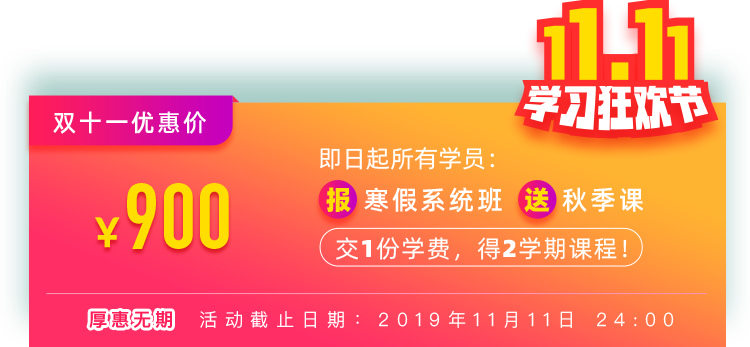 11.11
学习狂欢节
双十一优惠价
¥900
即日起所有学员：
报 寒假系统班 送 秋季课
交1份学费，得2学期课程！
厚惠无期 活动截止日期：2019年11月11日 24:00